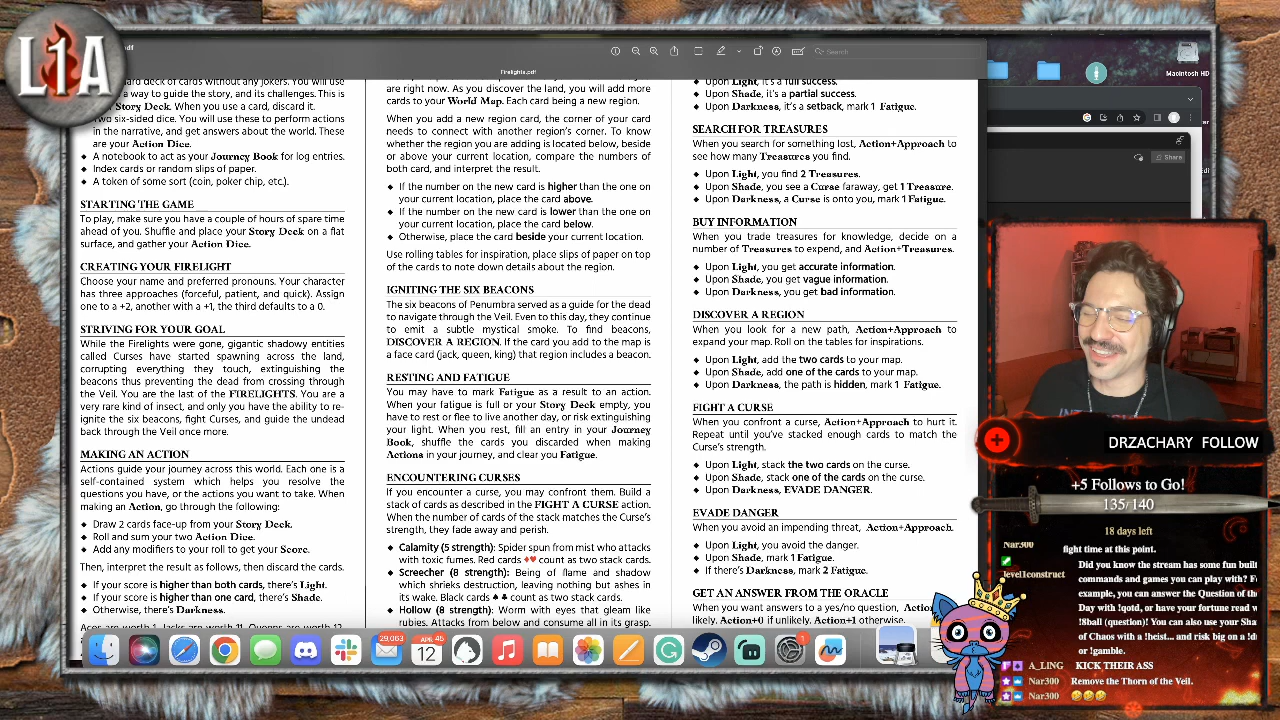 L1A
Firelights.pdf
Search
Macintosh HD
Share
ard deck of cards without any jokers. You will use
a way to guide the story, and its challenges. This is
Story Deck. When you use a card, discard it.
wo six-sided dice. You will use these to perform actions
in the narrative, and get answers about the world. These
are your Action Dice.
◆ A notebook to act as your Journey Book for log entries.
◆ Index cards or random slips of paper.
◆ A token of some sort (coin, poker chip, etc.).
STARTING THE GAME
To play, make sure you have a couple of hours of spare time
ahead of you. Shuffle and place your Story Deck on a flat
surface, and gather your Action Dice.
CREATING YOUR FIRELIGHT
Choose your name and preferred pronouns. Your character
has three approaches (forceful, patient, and quick). Assign
one to a +2, another with a +1, the third defaults to a 0.
STRIVING FOR YOUR GOAL
While the Firelights were gone, gigantic shadowy entities
called Curses have started spawning across the land,
corrupting everything they touch, extinguishing the
beacons thus preventing the dead from crossing through
the Veil. You are the last of the FIRELIGHTS. You are a
very rare kind of insect, and only you have the ability to re-
ignite the six beacons, fight Curses, and guide the undead
back through the Veil once more.
MAKING AN ACTION
Actions guide your journey across this world. Each one is a
self-contained system which helps you resolve the
questions you have, or the actions you want to take. When
making an Action, go through the following:
◆ Draw 2 cards face-up from your Story Deck.
◆ Roll and sum your two Action Dice.
◆ Add any modifiers to your roll to get your Score.
Then, interpret the result as follows, then discard the cards.
◆ If your score is higher than both cards, there's Light.
◆ If your score is higher than one card, there's Shade.
◆ Otherwise, there's Darkness.
are right now. As you discover the land, you will add more
cards to your World Map. Each card being a new region.
When you add a new region card, the corner of your card
needs to connect with another region's corner. To know
whether the region you are adding is located below, beside
or above your current location, compare the numbers of
both card, and interpret the result.
◆ If the number on the new card is higher than the one on
your current location, place the card above.
◆ If the number on the new card is lower than the one on
your current location, place the card below.
◆ Otherwise, place the card beside your current location.
Use rolling tables for inspiration, place slips of paper on top
of the cards to note down details about the region.
IGNITING THE SIX BEACONS
The six beacons of Penumbra served as a guide for the dead
to navigate through the Veil. Even to this day, they continue
to emit a subtle mystical smoke. To find beacons,
DISCOVER A REGION. If the card you add to the map is
a face card (jack, queen, king) that region includes a beacon.
RESTING AND FATIGUE
You may have to mark Fatigue as a result to an action.
When your fatigue is full or your Story Deck empty, you
have to rest or flee to live another day, or risk extinguishing
your light. When you rest, fill an entry in your Journey
Book, shuffle the cards you discarded when making
Actions in your journey, and clear you Fatigue.
ENCOUNTERING CURSES
If you encounter a curse, you may confront them. Build a
stack of cards as described in the FIGHT A CURSE action.
When the number of cards of the stack matches the Curse's
strength, they fade away and perish.
◆ Calamity (5 strength): Spider spun from mist who attacks
with toxic fumes. Red cards ♦♥ count as two stack cards.
◆ Screecher (8 strength): Being of flame and shadow
which shrieks destruction, leaving nothing but ashes in
its wake. Black cards ♣♠ count as two stack cards.
◆ Hollow (8 strength): Worm with eyes that gleam like
rubies. Attacks from below and consume all in its grasp.
◆ Upon Light, it's a full success.
◆ Upon Shade, it's a partial success.
◆ Upon Darkness, it's a setback, mark 1 Fatigue.
SEARCH FOR TREASURES
When you search for something lost, Action+Approach to
see how many Treasures you find.
◆ Upon Light, you find 2 Treasures.
◆ Upon Shade, you see a Curse faraway, get 1 Treasure.
◆ Upon Darkness, a Curse is onto you, mark 1 Fatigue.
BUY INFORMATION
When you trade treasures for knowledge, decide on a
number of Treasures to expend, and Action+Treasures.
◆ Upon Light, you get accurate information.
◆ Upon Shade, you get vague information.
◆ Upon Darkness, you get bad information.
DISCOVER A REGION
When you look for a new path, Action+Approach to
expand your map. Roll on the tables for inspirations.
◆ Upon Light, add the two cards to your map.
◆ Upon Shade, add one of the cards to your map.
◆ Upon Darkness, the path is hidden, mark 1 Fatigue.
FIGHT A CURSE
When you confront a curse, Action+Approach to hurt it.
Repeat until you've stacked enough cards to match the
Curse's strength.
◆ Upon Light, stack the two cards on the curse.
◆ Upon Shade, stack one of the cards on the curse.
◆ Upon Darkness, EVADE DANGER.
EVADE DANGER
When you avoid an impending threat, Action+Approach.
◆ Upon Light, you avoid the danger.
◆ Upon Shade, mark 1 Fatigue.
◆ If there's Darkness, mark 2 Fatigue.
GET AN ANSWER FROM THE ORACLE
When you want answers to a yes/no question, Actio
likely, Action+0 if unlikely, Action+1 otherwise.
29,063
APR
12
1
DRZACHARY FOLLOW
+5 Follows to Go!
135/140
18 days left
Nar300 fight time at this point.
level1construct Did you know the stream has some fun built
commands and games you can play with? F
example, you can answer the Question of the
Day with !qotd, or have your fortune read w
!8ball (question)! You can also use your Sha
of Chaos with a !heist... and risk big on a !d
or !gamble.
A_LING KICK THEIR ASS
Nar300 Remove the Thorn of the Veil.
Nar300 🤣🤣🤣